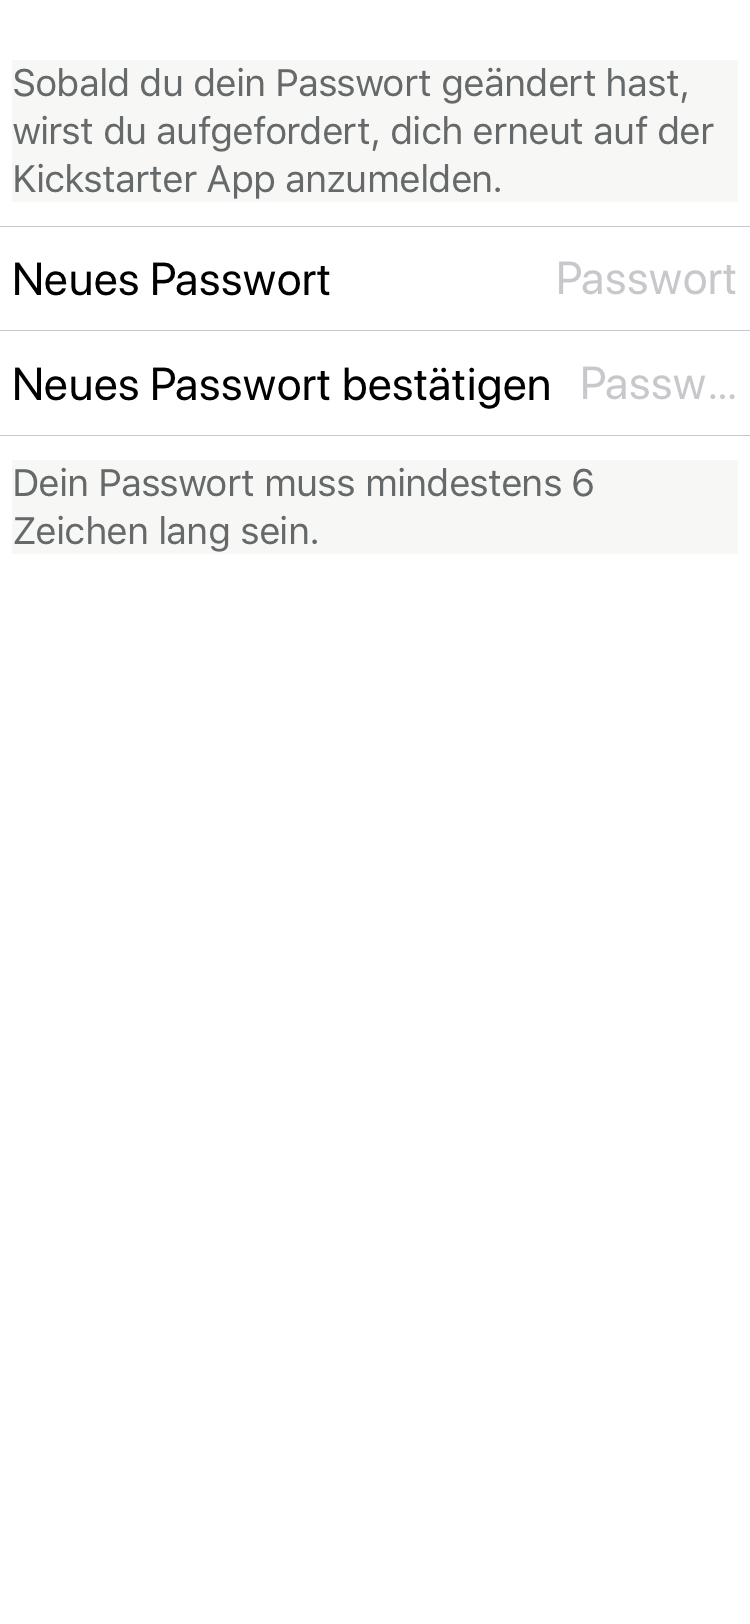 Sobald du dein Passwort geändert hast,
wirst du aufgefordert, dich erneut auf der
Kickstarter App anzumelden.
Neues Passwort Passwort
Neues Passwort bestätigen Passw...
Dein Passwort muss mindestens 6
Zeichen lang sein.